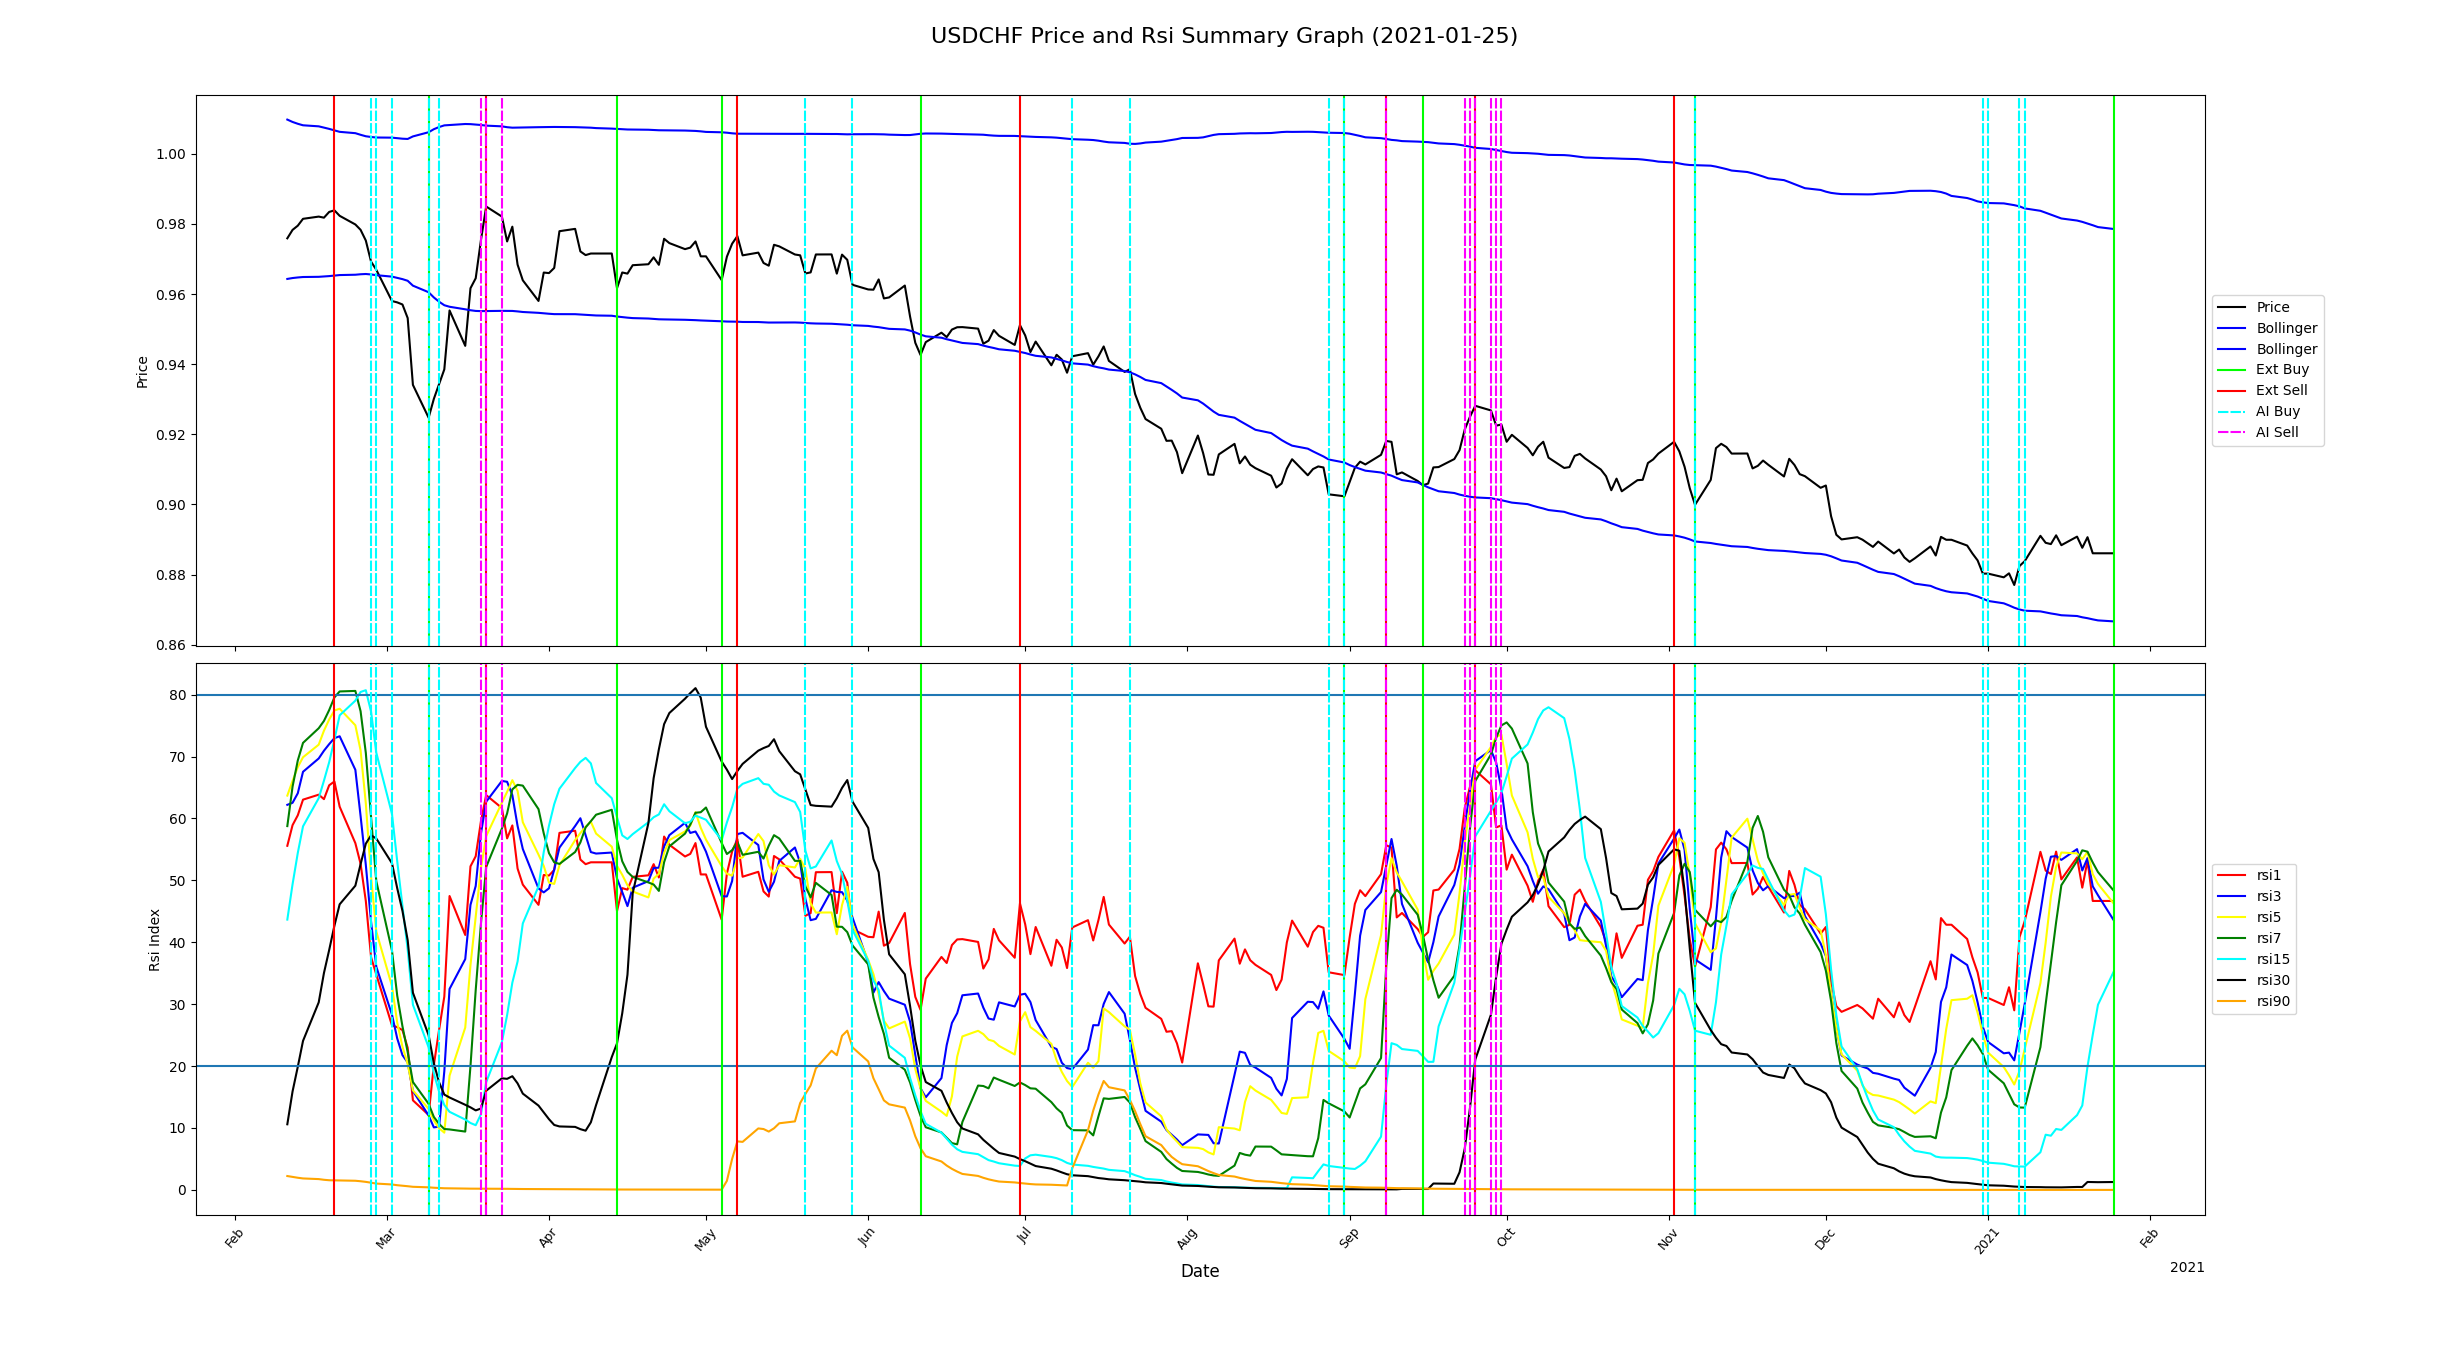 USDCHF Price and Rsi Summary Graph (2021-01-25)
Price
1.00
0.98
0.96
0.94
0.92
0.90
0.88
0.86
Price
Bollinger
Bollinger
Ext Buy
Ext Sell
AI Buy
AI Sell
Rsi Index
80
70
60
50
40
30
20
10
0
rsi1
rsi3
rsi5
rsi7
rsi15
rsi30
rsi90
Feb Mar Apr May Jun Jul Aug Sep Oct Nov Dec 2021 Feb
Date
2021